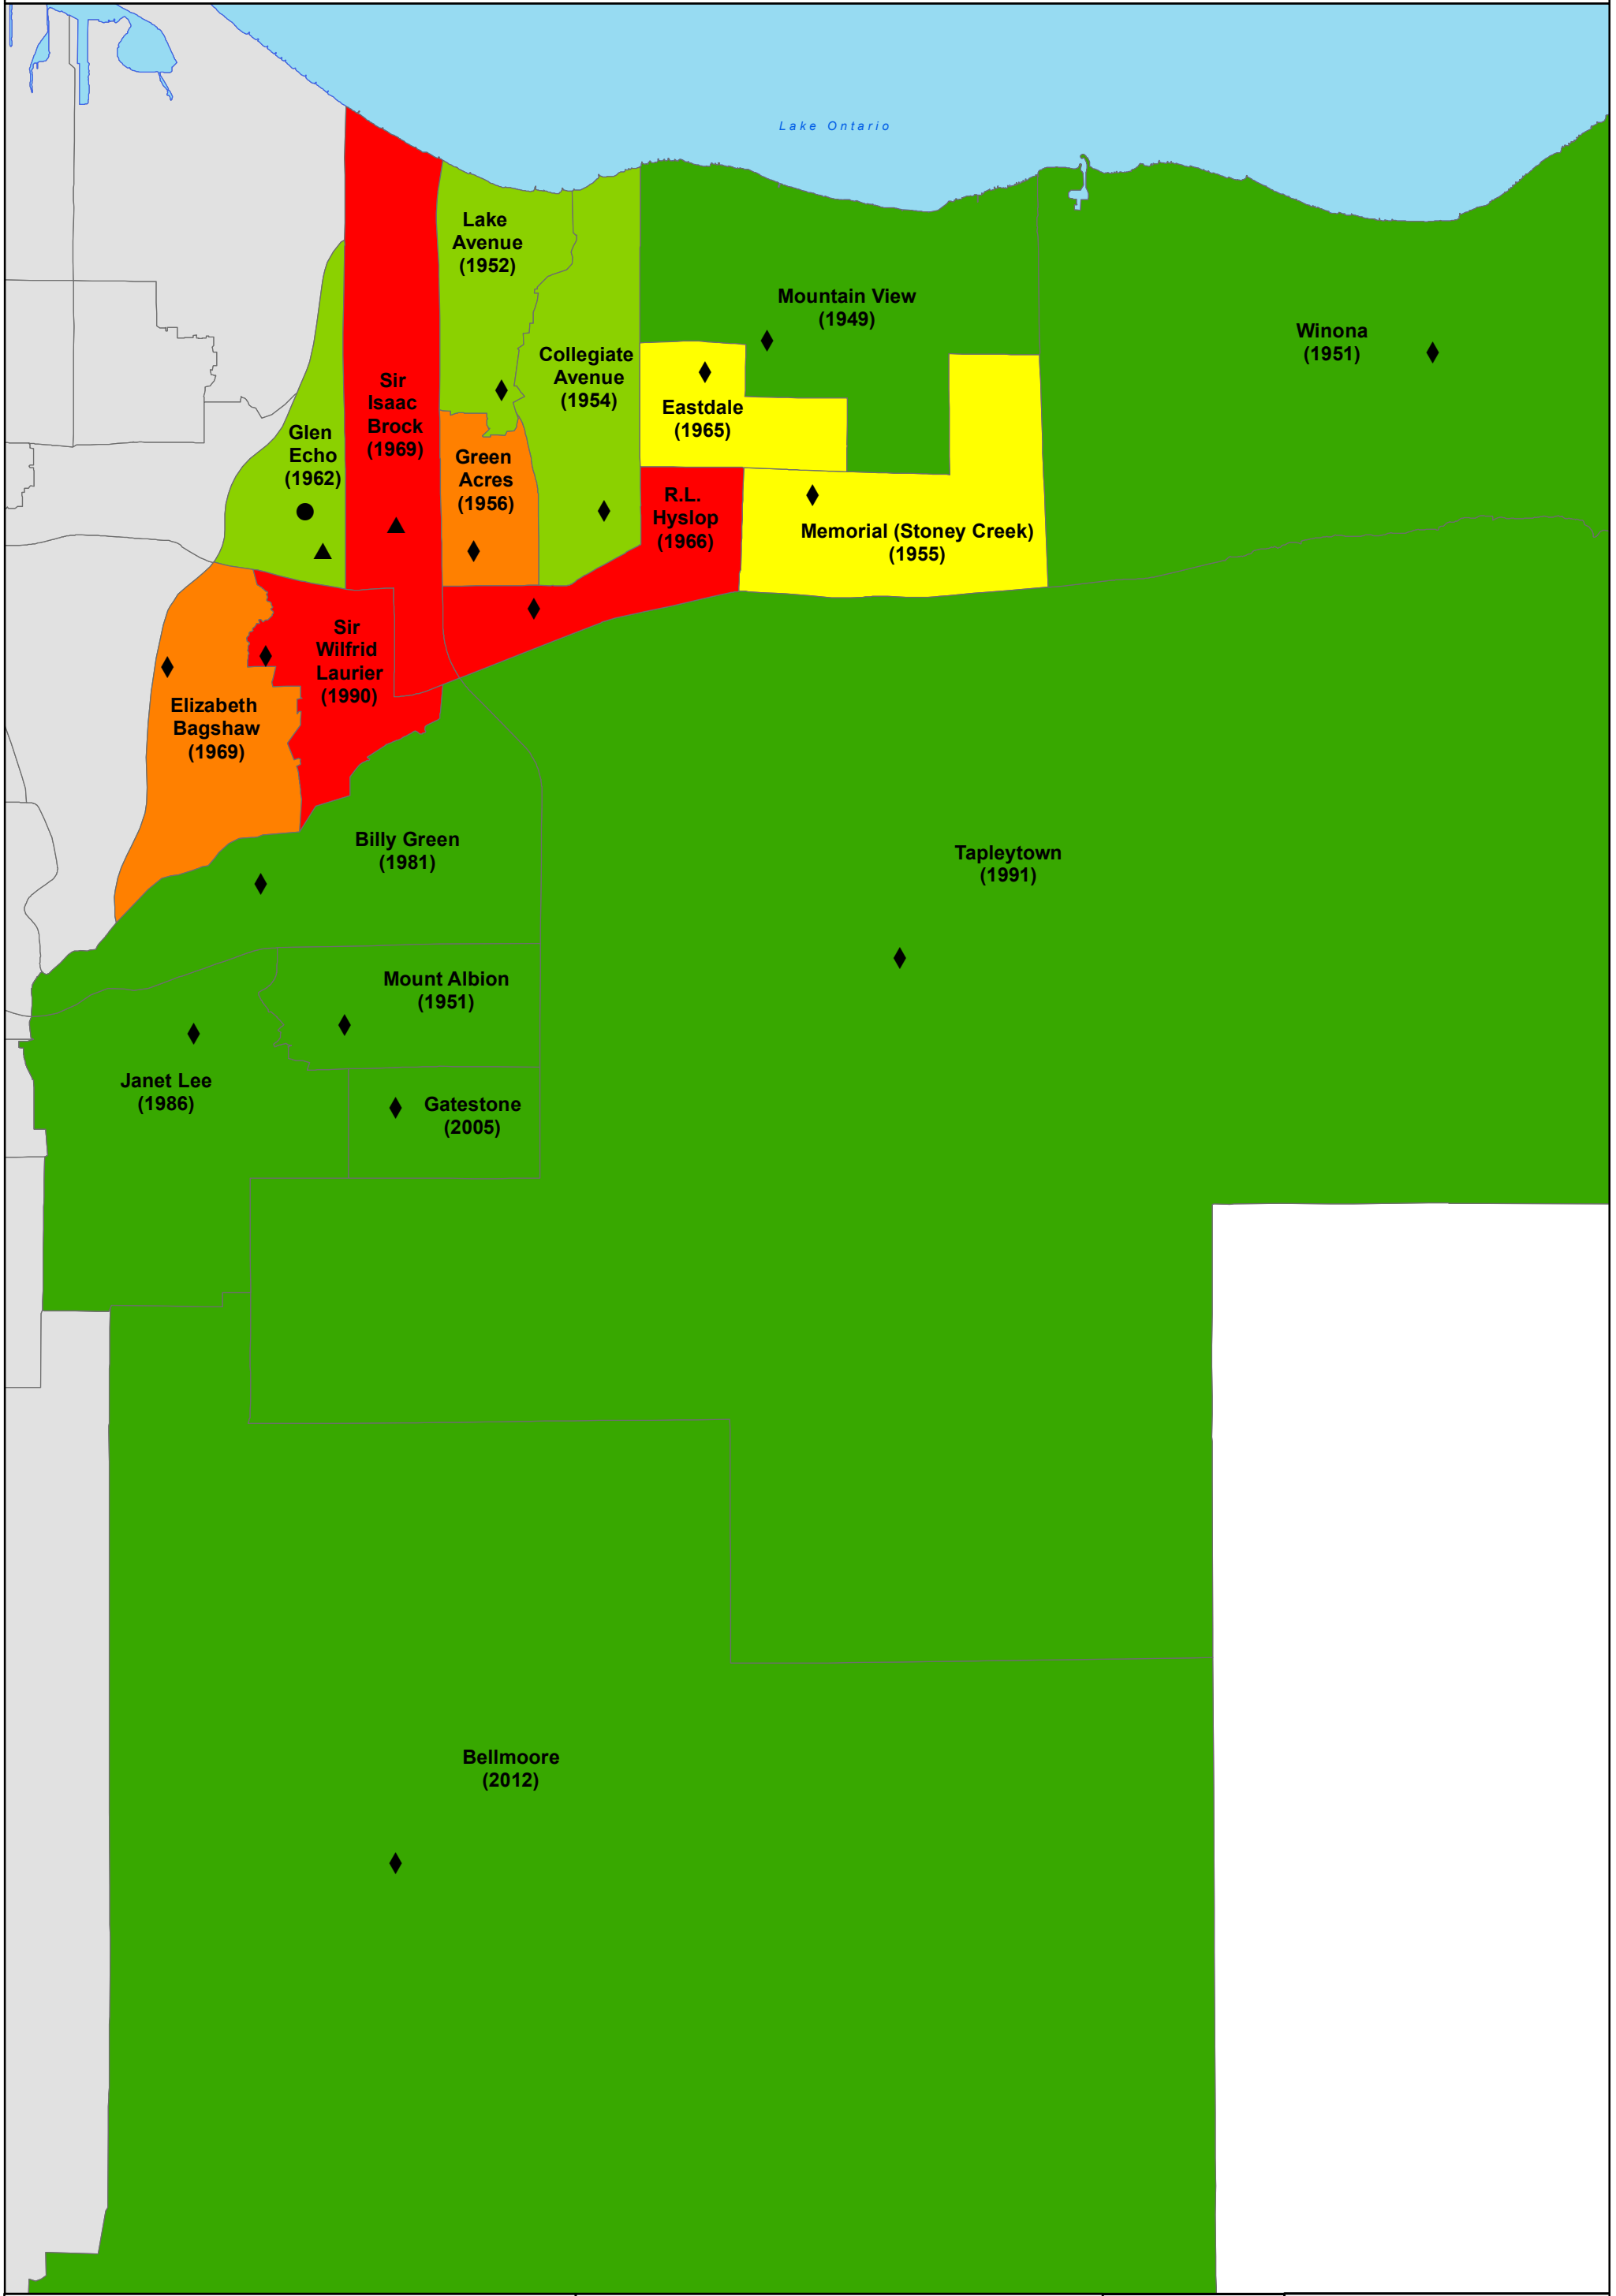 Lake Ontario
Lake
Avenue
(1952)
Mountain View
(1949)
Winona
(1951)
Collegiate
Avenue
(1954)
Sir
Isaac
Brock
(1969)
Eastdale
(1965)
Glen
Echo
(1962)
Green
Acres
(1956)
R.L.
Hyslop
(1966)
Memorial (Stoney Creek)
(1955)
Sir
Wilfrid
Laurier
(1990)
Elizabeth
Bagshaw
(1969)
Billy Green
(1981)
Tapleytown
(1991)
Mount Albion
(1951)
Janet Lee
(1986)
Gatestone
(2005)
Bellmoore
(2012)